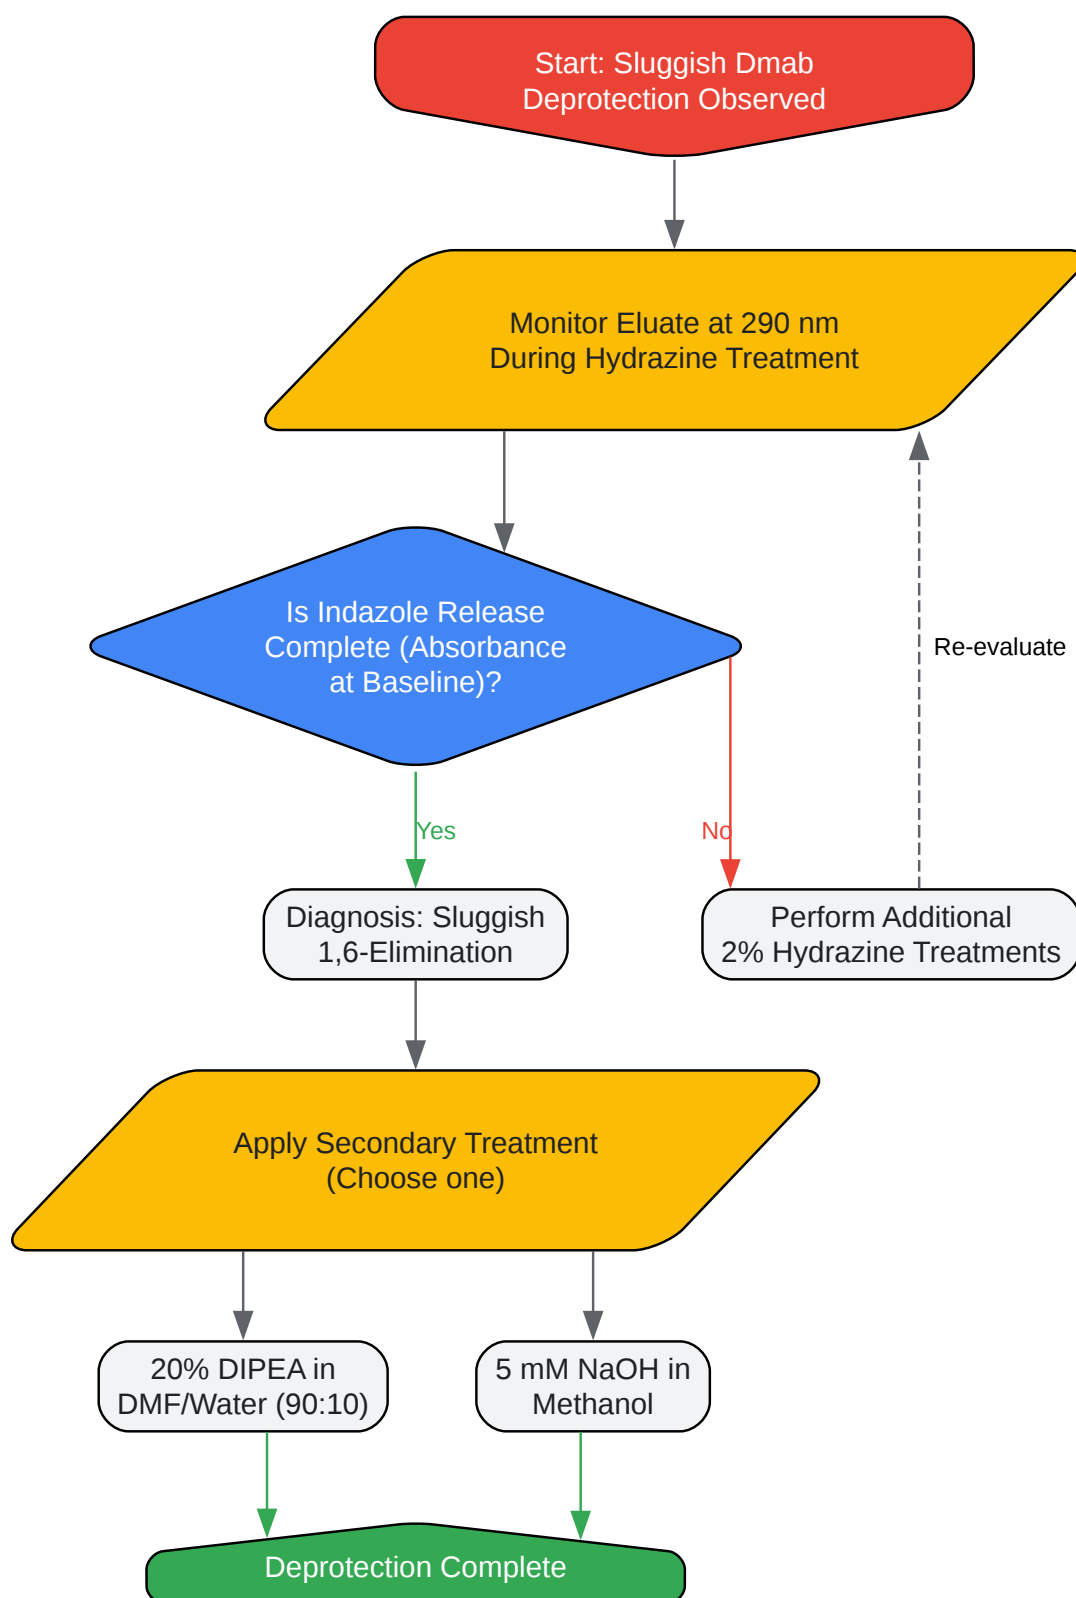 Start: Sluggish Dmab
Deprotection Observed
Monitor Eluate at 290 nm
During Hydrazine Treatment
Is Indazole Release
Complete (Absorbance
at Baseline)?
Re-evaluate
Yes
No
Diagnosis: Sluggish
1,6-Elimination
Perform Additional
2% Hydrazine Treatments
Apply Secondary Treatment
(Choose one)
20% DIPEA in
DMF/Water (90:10)
5 mM NaOH in
Methanol
Deprotection Complete